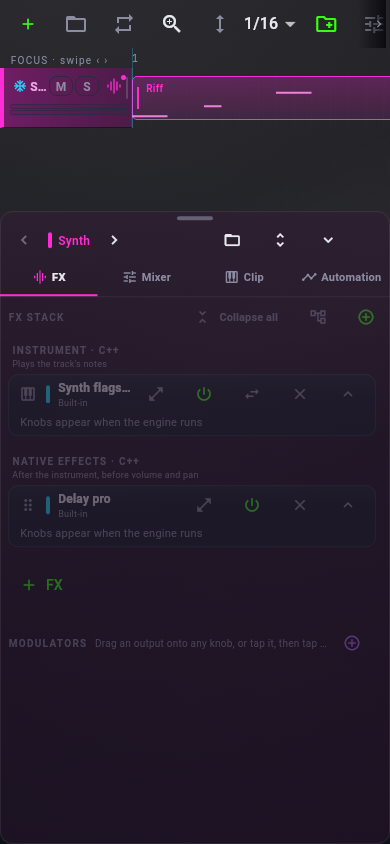 1/16
FOCUS · swipe ‹ ›
1
S...
M
S
Riff
Synth
FX
Mixer
Clip
Automation
FX STACK
Collapse all
INSTRUMENT · C++
Plays the track's notes
Synth flags...
Built-in
Knobs appear when the engine runs
NATIVE EFFECTS · C++
After the instrument, before volume and pan
Delay pro
Built-in
Knobs appear when the engine runs
+ FX
MODULATORS
Drag an output onto any knob, or tap it, then tap ...